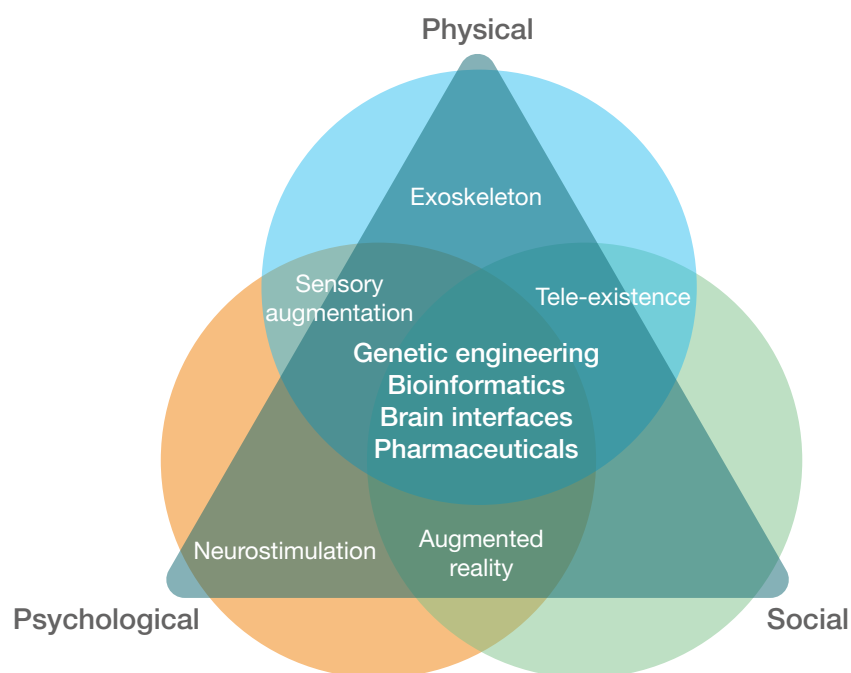 Physical
Exoskeleton
Sensory
augmentation
Tele-existence
Genetic engineering
Bioinformatics
Brain interfaces
Pharmaceuticals
Neurostimulation
Augmented
reality
Psychological
Social